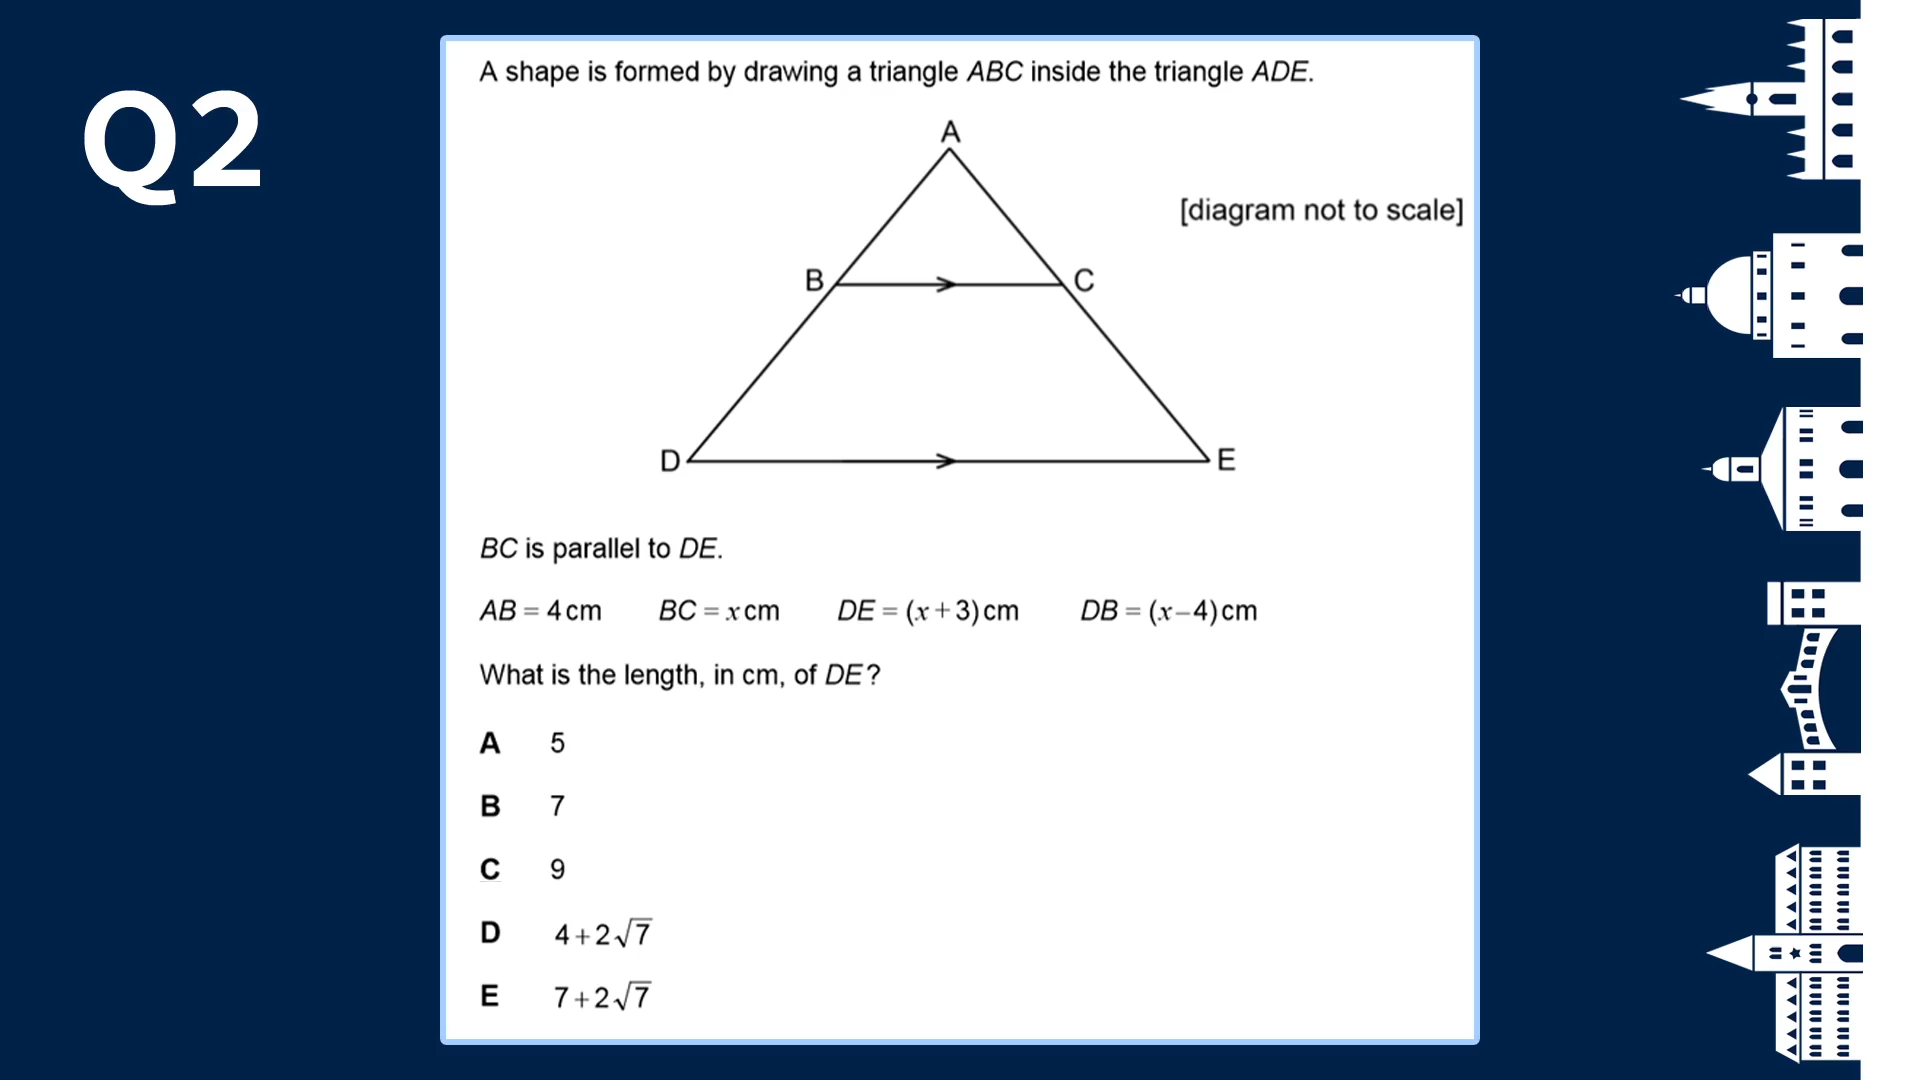 Q2
A shape is formed by drawing a triangle ABC inside the triangle ADE.
A
[diagram not to scale]
B
C
D
E
BC is parallel to DE.
AB = 4 cm BC = x cm DE = (x + 3) cm DB = (x − 4) cm
What is the length, in cm, of DE?
A 5
B 7
C 9
D 4 + 2√7
E 7 + 2√7